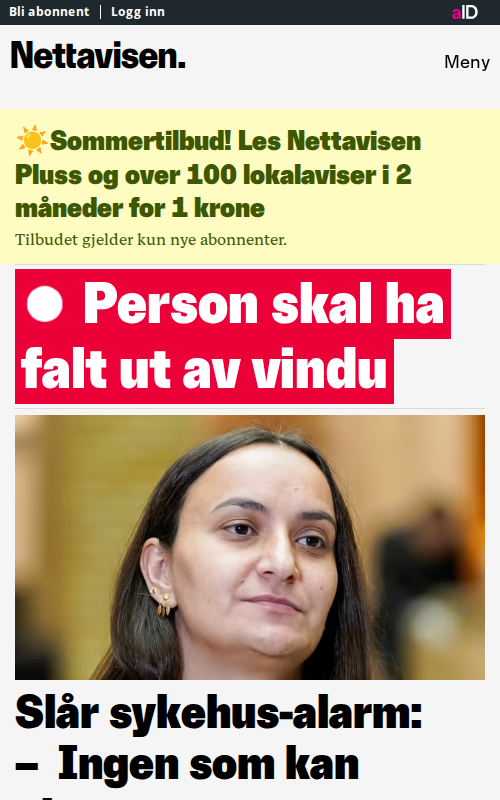 Bli abonnent
Logg inn
aID
Nettavisen.
Meny
☀️Sommertilbud! Les Nettavisen
Pluss og over 100 lokalaviser i 2
måneder for 1 krone
Tilbudet gjelder kun nye abonnenter.
Person skal ha
falt ut av vindu
Slår sykehus-alarm:
– Ingen som kan